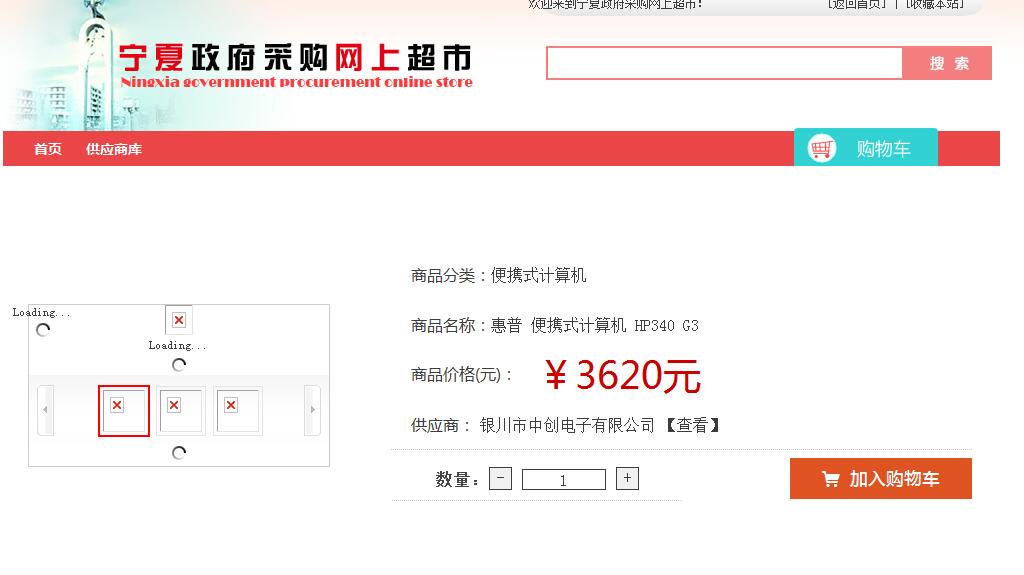 欢迎来到宁夏政府采购网上超市!
[返回首页] | [收藏本站]
宁夏政府采购网上超市
Ningxia government procurement online store
搜 索
首页 供应商库
购物车
商品分类：便携式计算机
Loading...
商品名称：惠普 便携式计算机 HP340 G3
Loading...
商品价格(元)： ￥3620元
供应商： 银川市中创电子有限公司 【查看】
数量： - 1 +
加入购物车